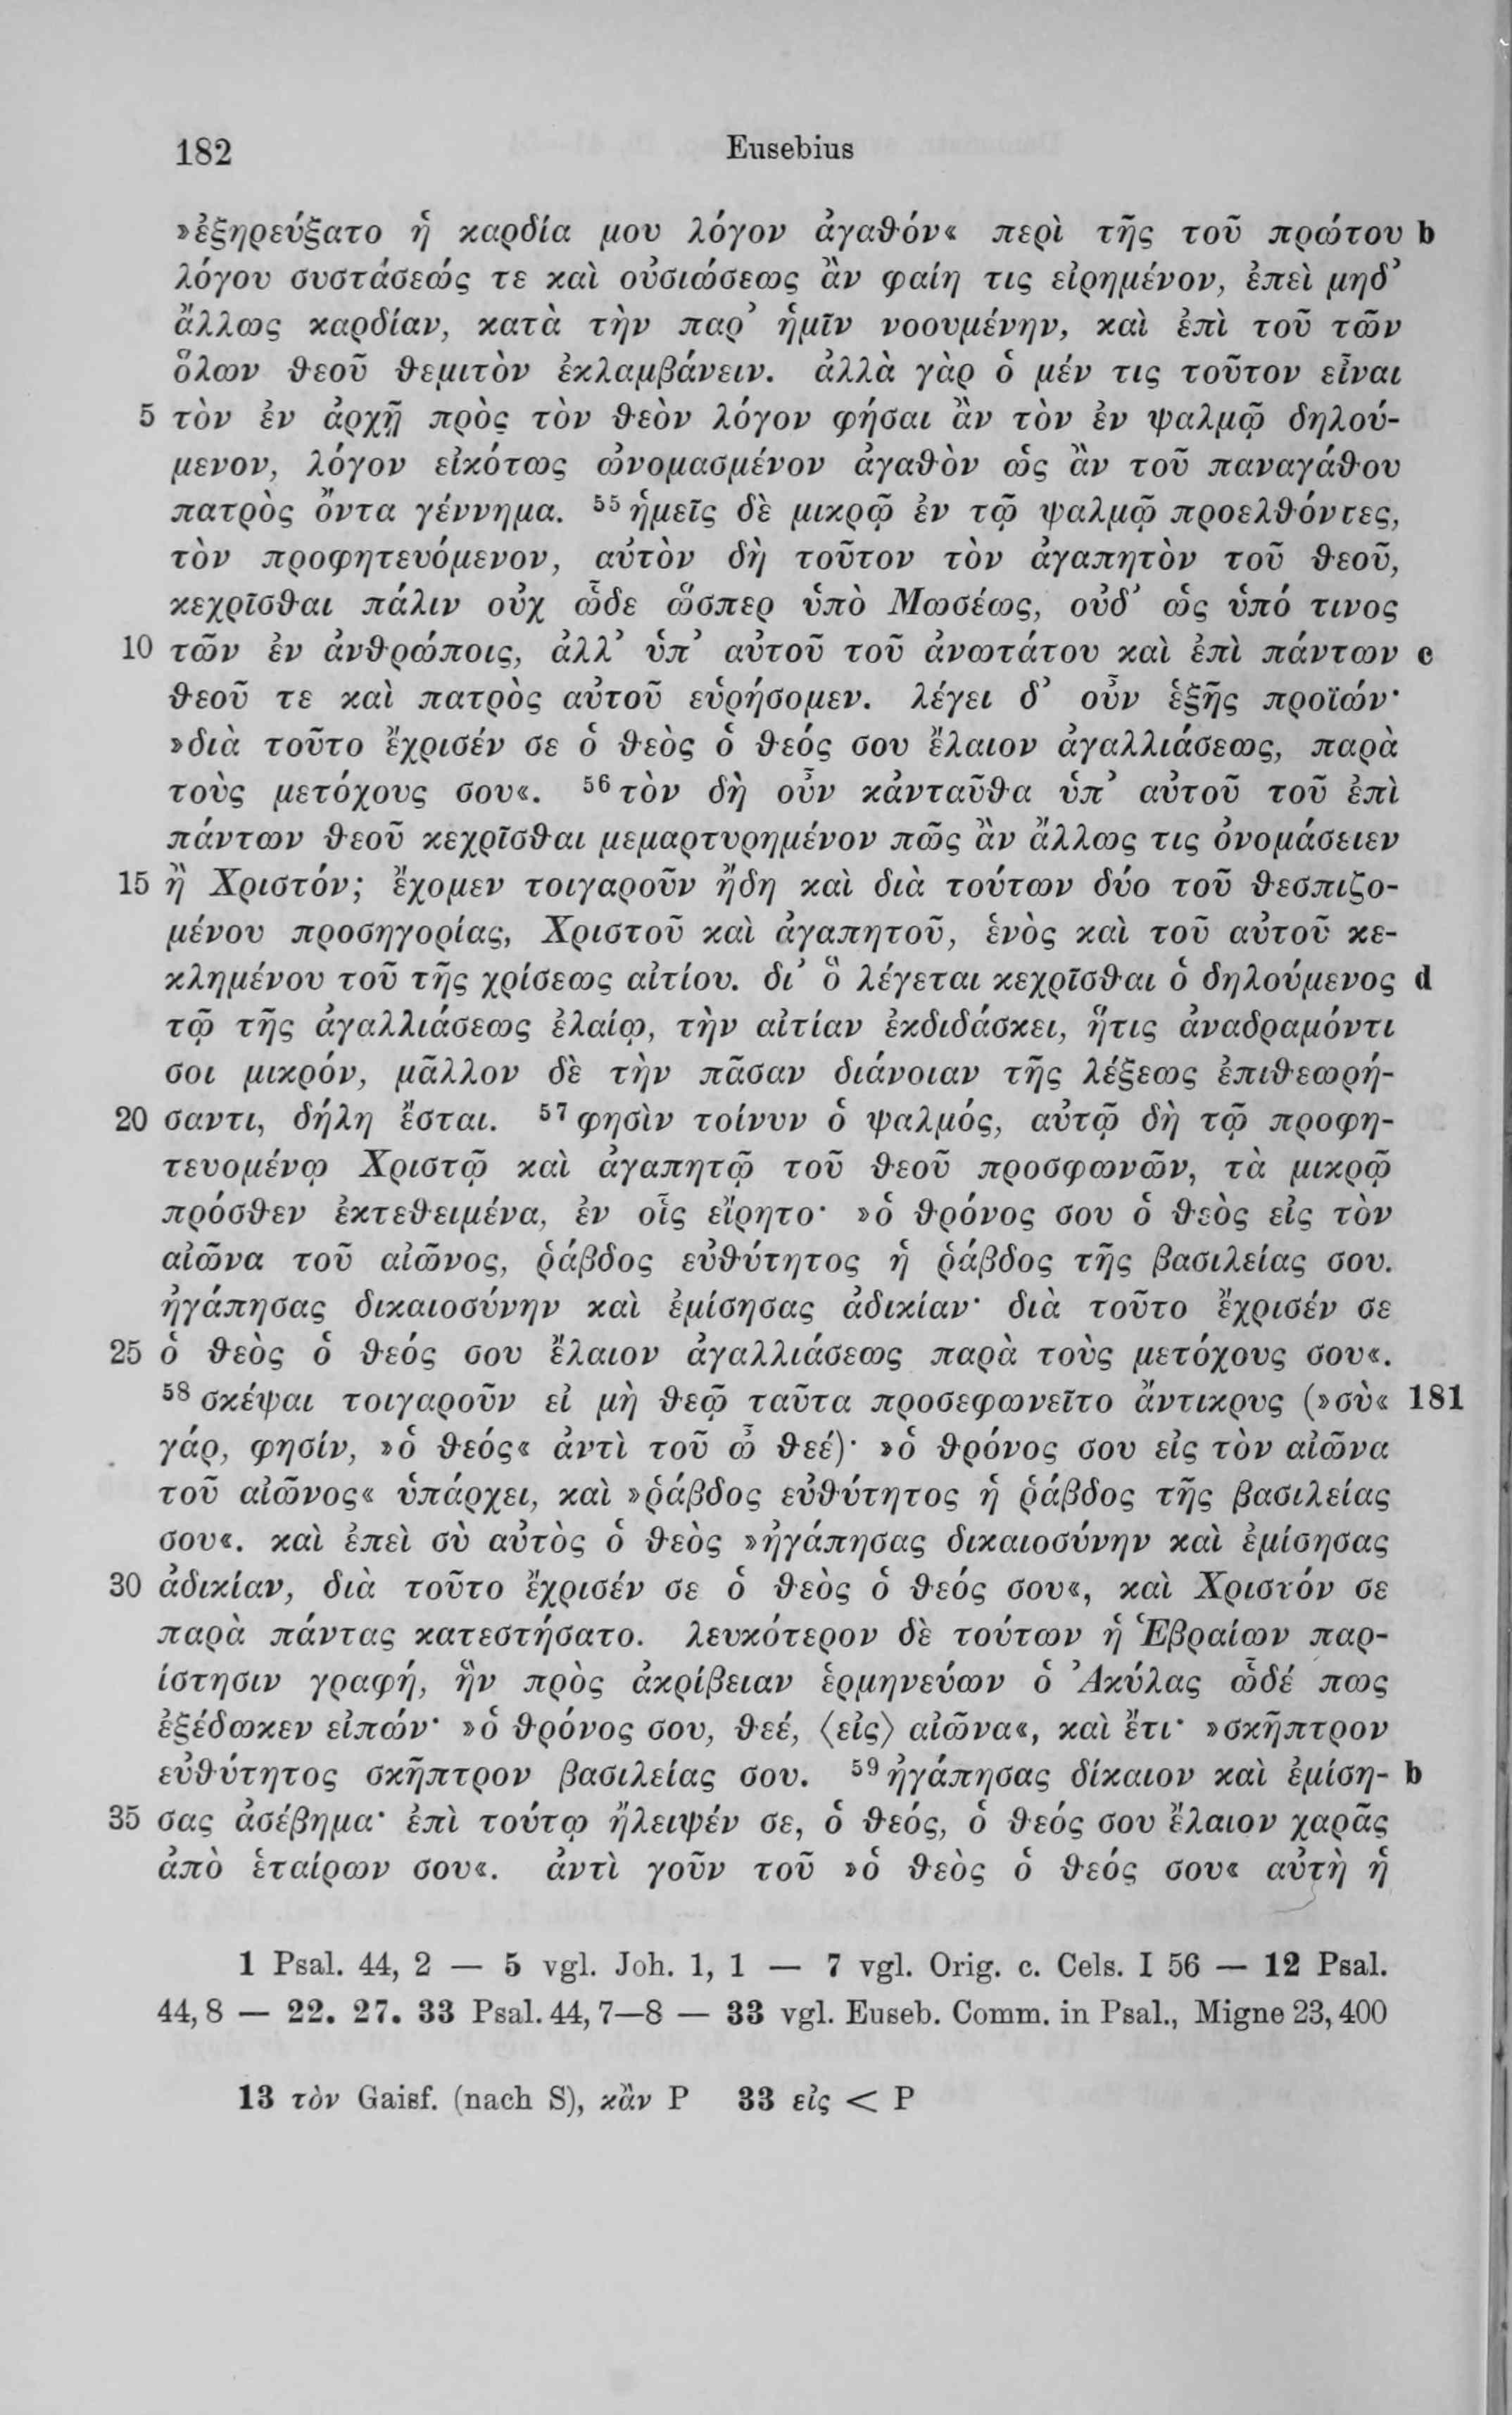 182 Eusebius
»ἐξηρεύξατο ἡ καρδία μου λόγον ἀγαθόν« περὶ τῆς τοῦ πρώτου b
λόγου συστάσεώς τε καὶ οὐσιώσεως ἂν φαίη τις εἰρημένον, ἐπεὶ μηδ’
ἄλλως καρδίαν, κατὰ τὴν παρ’ ἡμῖν νοουμένην, καὶ ἐπὶ τοῦ τῶν
ὅλων θεοῦ θεμιτὸν ἐκλαμβάνειν. ἀλλὰ γὰρ ὁ μέν τις τοῦτον εἶναι
5 τὸν ἐν ἀρχῇ πρὸς τὸν θεὸν λόγον φήσαι ἂν τὸν ἐν ψαλμῷ δηλού-
μενον, λόγον εἰκότως ὠνομασμένον ἀγαθὸν ὡς ἂν τοῦ παναγάθου
πατρὸς ὄντα γέννημα. 55 ἡμεῖς δὲ μικρῷ ἐν τῷ ψαλμῷ προελθόντες,
τὸν προφητευόμενον, αὐτὸν δὴ τοῦτον τὸν ἀγαπητὸν τοῦ θεοῦ,
κεχρῖσθαι πάλιν οὐχ ὧδε ὥσπερ ὑπὸ Μωσέως, οὐδ’ ὡς ὑπό τινος
10 τῶν ἐν ἀνθρώποις, ἀλλ’ ὑπ’ αὐτοῦ τοῦ ἀνωτάτου καὶ ἐπὶ πάντων c
θεοῦ τε καὶ πατρὸς αὐτοῦ εὑρήσομεν. λέγει δ’ οὖν ἑξῆς προϊών·
»διὰ τοῦτο ἔχρισέν σε ὁ θεὸς ὁ θεός σου ἔλαιον ἀγαλλιάσεως, παρὰ
τοὺς μετόχους σου«. 56 τὸν δὴ οὖν κἀνταῦθα ὑπ’ αὐτοῦ τοῦ ἐπὶ
πάντων θεοῦ κεχρῖσθαι μεμαρτυρημένον πῶς ἂν ἄλλως τις ὀνομάσειεν
15 ἢ Χριστόν; ἔχομεν τοιγαροῦν ἤδη καὶ διὰ τούτων δύο τοῦ θεσπιζο-
μένου προσηγορίας, Χριστοῦ καὶ ἀγαπητοῦ, ἑνὸς καὶ τοῦ αὐτοῦ κε-
κλημένου τοῦ τῆς χρίσεως αἰτίου. δι’ ὃ λέγεται κεχρῖσθαι ὁ δηλούμενος d
τῷ τῆς ἀγαλλιάσεως ἐλαίῳ, τὴν αἰτίαν ἐκδιδάσκει, ἥτις ἀναδραμόντι
σοι μικρόν, μᾶλλον δὲ τὴν πᾶσαν διάνοιαν τῆς λέξεως ἐπιθεωρή-
20 σαντι, δήλη ἔσται. 57 φησὶν τοίνυν ὁ ψαλμός, αὐτῷ δὴ τῷ προφη-
τευομένῳ Χριστῷ καὶ ἀγαπητῷ τοῦ θεοῦ προσφωνῶν, τὰ μικρῷ
πρόσθεν ἐκτεθειμένα, ἐν οἷς εἴρητο· »ὁ θρόνος σου ὁ θεὸς εἰς τὸν
αἰῶνα τοῦ αἰῶνος, ῥάβδος εὐθύτητος ἡ ῥάβδος τῆς βασιλείας σου.
ἠγάπησας δικαιοσύνην καὶ ἐμίσησας ἀδικίαν· διὰ τοῦτο ἔχρισέν σε
25 ὁ θεὸς ὁ θεός σου ἔλαιον ἀγαλλιάσεως παρὰ τοὺς μετόχους σου«.
58 σκέψαι τοιγαροῦν εἰ μὴ θεῷ ταῦτα προσεφωνεῖτο ἄντικρυς (»σὺ« 181
γάρ, φησίν, »ὁ θεός« ἀντὶ τοῦ ὦ θεέ)· »ὁ θρόνος σου εἰς τὸν αἰῶνα
τοῦ αἰῶνος« ὑπάρχει, καὶ »ῥάβδος εὐθύτητος ἡ ῥάβδος τῆς βασιλείας
σου«. καὶ ἐπεὶ σὺ αὐτὸς ὁ θεὸς »ἠγάπησας δικαιοσύνην καὶ ἐμίσησας
30 ἀδικίαν, διὰ τοῦτο ἔχρισέν σε ὁ θεὸς ὁ θεός σου«, καὶ Χριστόν σε
παρὰ πάντας κατεστήσατο. λευκότερον δὲ τούτων ἡ Ἑβραίων παρ-
ίστησιν γραφή, ἣν πρὸς ἀκρίβειαν ἑρμηνεύων ὁ Ἀκύλας ὧδέ πως
ἐξέδωκεν εἰπών· »ὁ θρόνος σου, θεέ, ⟨εἰς⟩ αἰῶνα«, καὶ ἔτι· »σκῆπτρον
εὐθύτητος σκῆπτρον βασιλείας σου. 59 ἠγάπησας δίκαιον καὶ ἐμίση- b
35 σας ἀσέβημα· ἐπὶ τούτῳ ἤλειψέν σε, ὁ θεός, ὁ θεός σου ἔλαιον χαρᾶς
ἀπὸ ἑταίρων σου«. ἀντὶ γοῦν τοῦ »ὁ θεὸς ὁ θεός σου« αὐτὴ ἡ
1 Psal. 44, 2 — 5 vgl. Joh. 1, 1 — 7 vgl. Orig. c. Cels. I 56 — 12 Psal.
44, 8 — 22. 27. 33 Psal. 44, 7—8 — 33 vgl. Euseb. Comm. in Psal., Migne 23, 400
13 τὸν Gaisf. (nach S), κἂν P 33 εἰς < P